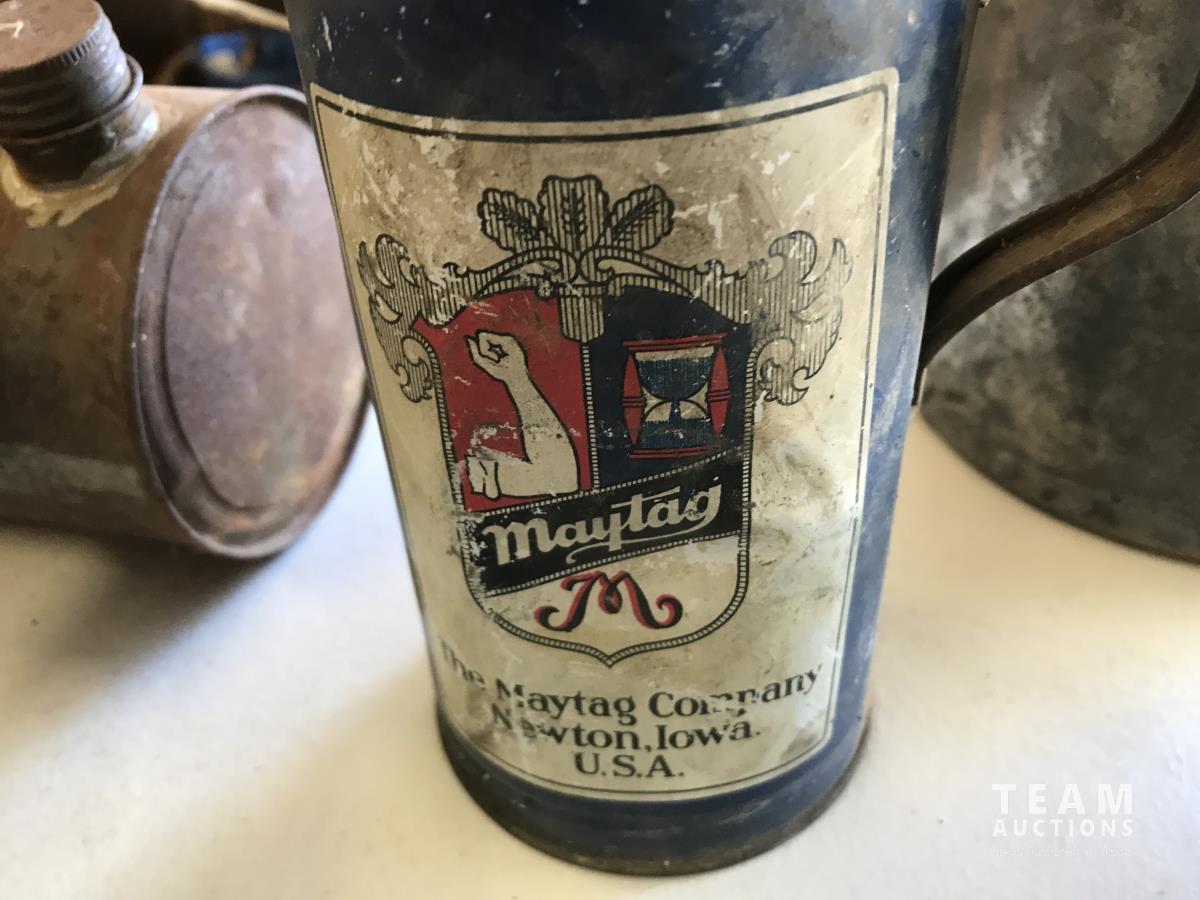 Maytag
M
The Maytag Company
Newton, Iowa.
U.S.A.
TEAM
AUCTIONS